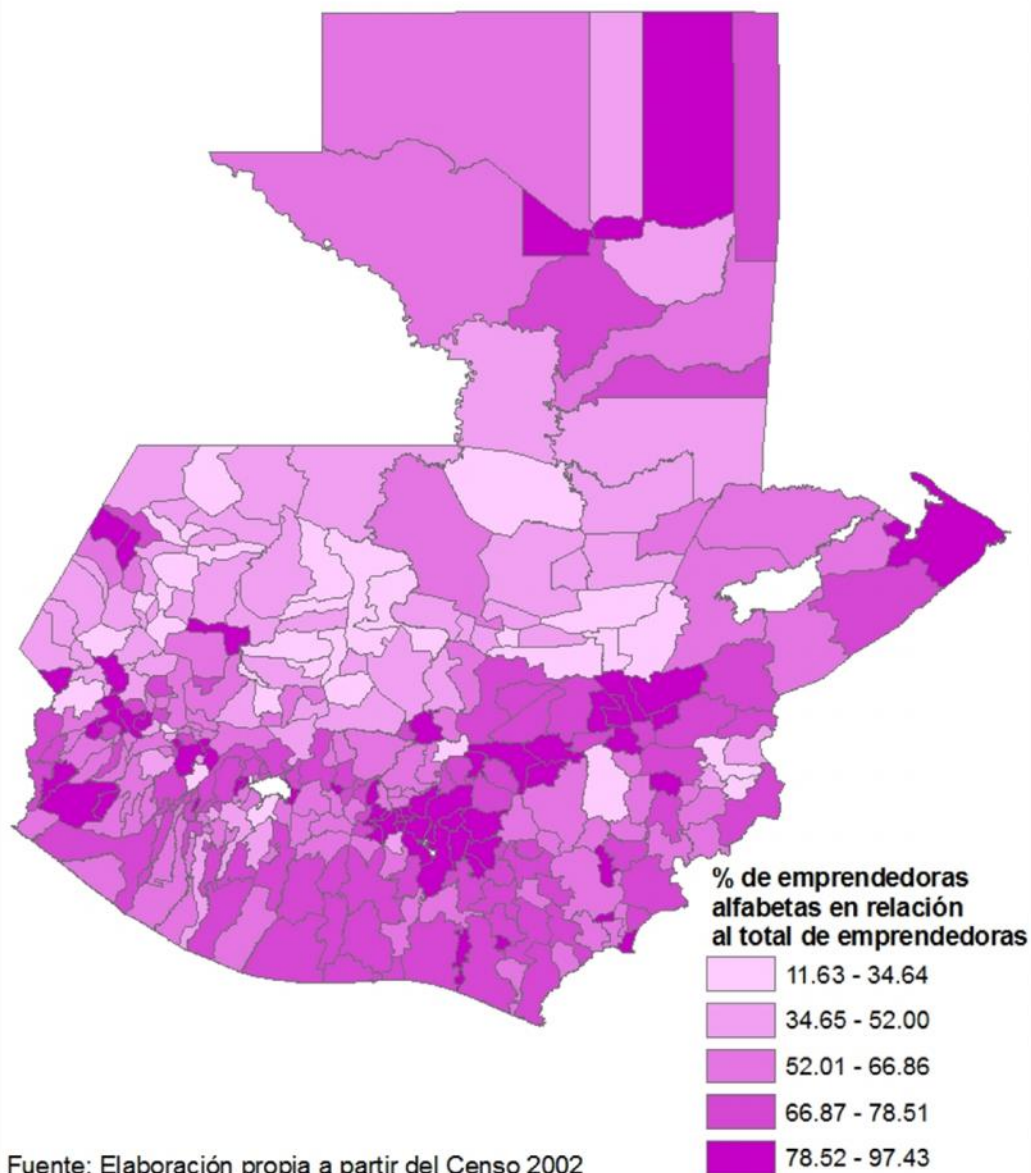 % de emprendedoras
alfabetas en relación
al total de emprendedoras
11.63 - 34.64
34.65 - 52.00
52.01 - 66.86
66.87 - 78.51
78.52 - 97.43
Fuente: Elaboración propia a partir del Censo 2002